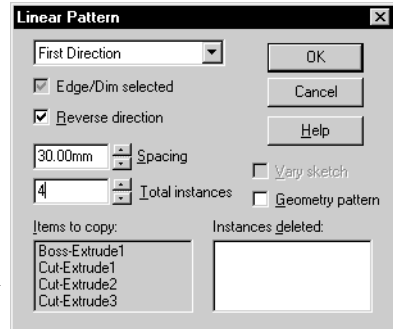 Linear Pattern
First Direction
OK
Edge/Dim selected
Cancel
Reverse direction
Help
30.00mm Spacing
Vary sketch
4 Total instances
Geometry pattern
Items to copy: Instances deleted:
Boss-Extrude1
Cut-Extrude1
Cut-Extrude2
Cut-Extrude3